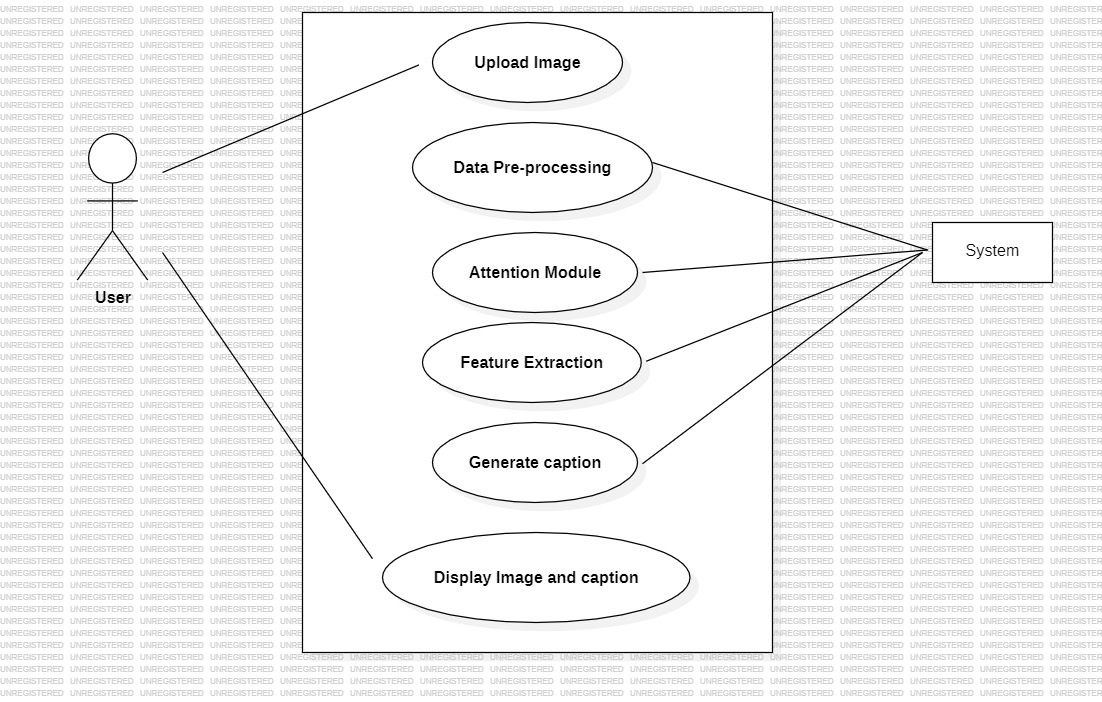 Upload Image
Data Pre-processing
Attention Module
Feature Extraction
Generate caption
Display Image and caption
User
System
UNREGISTERED